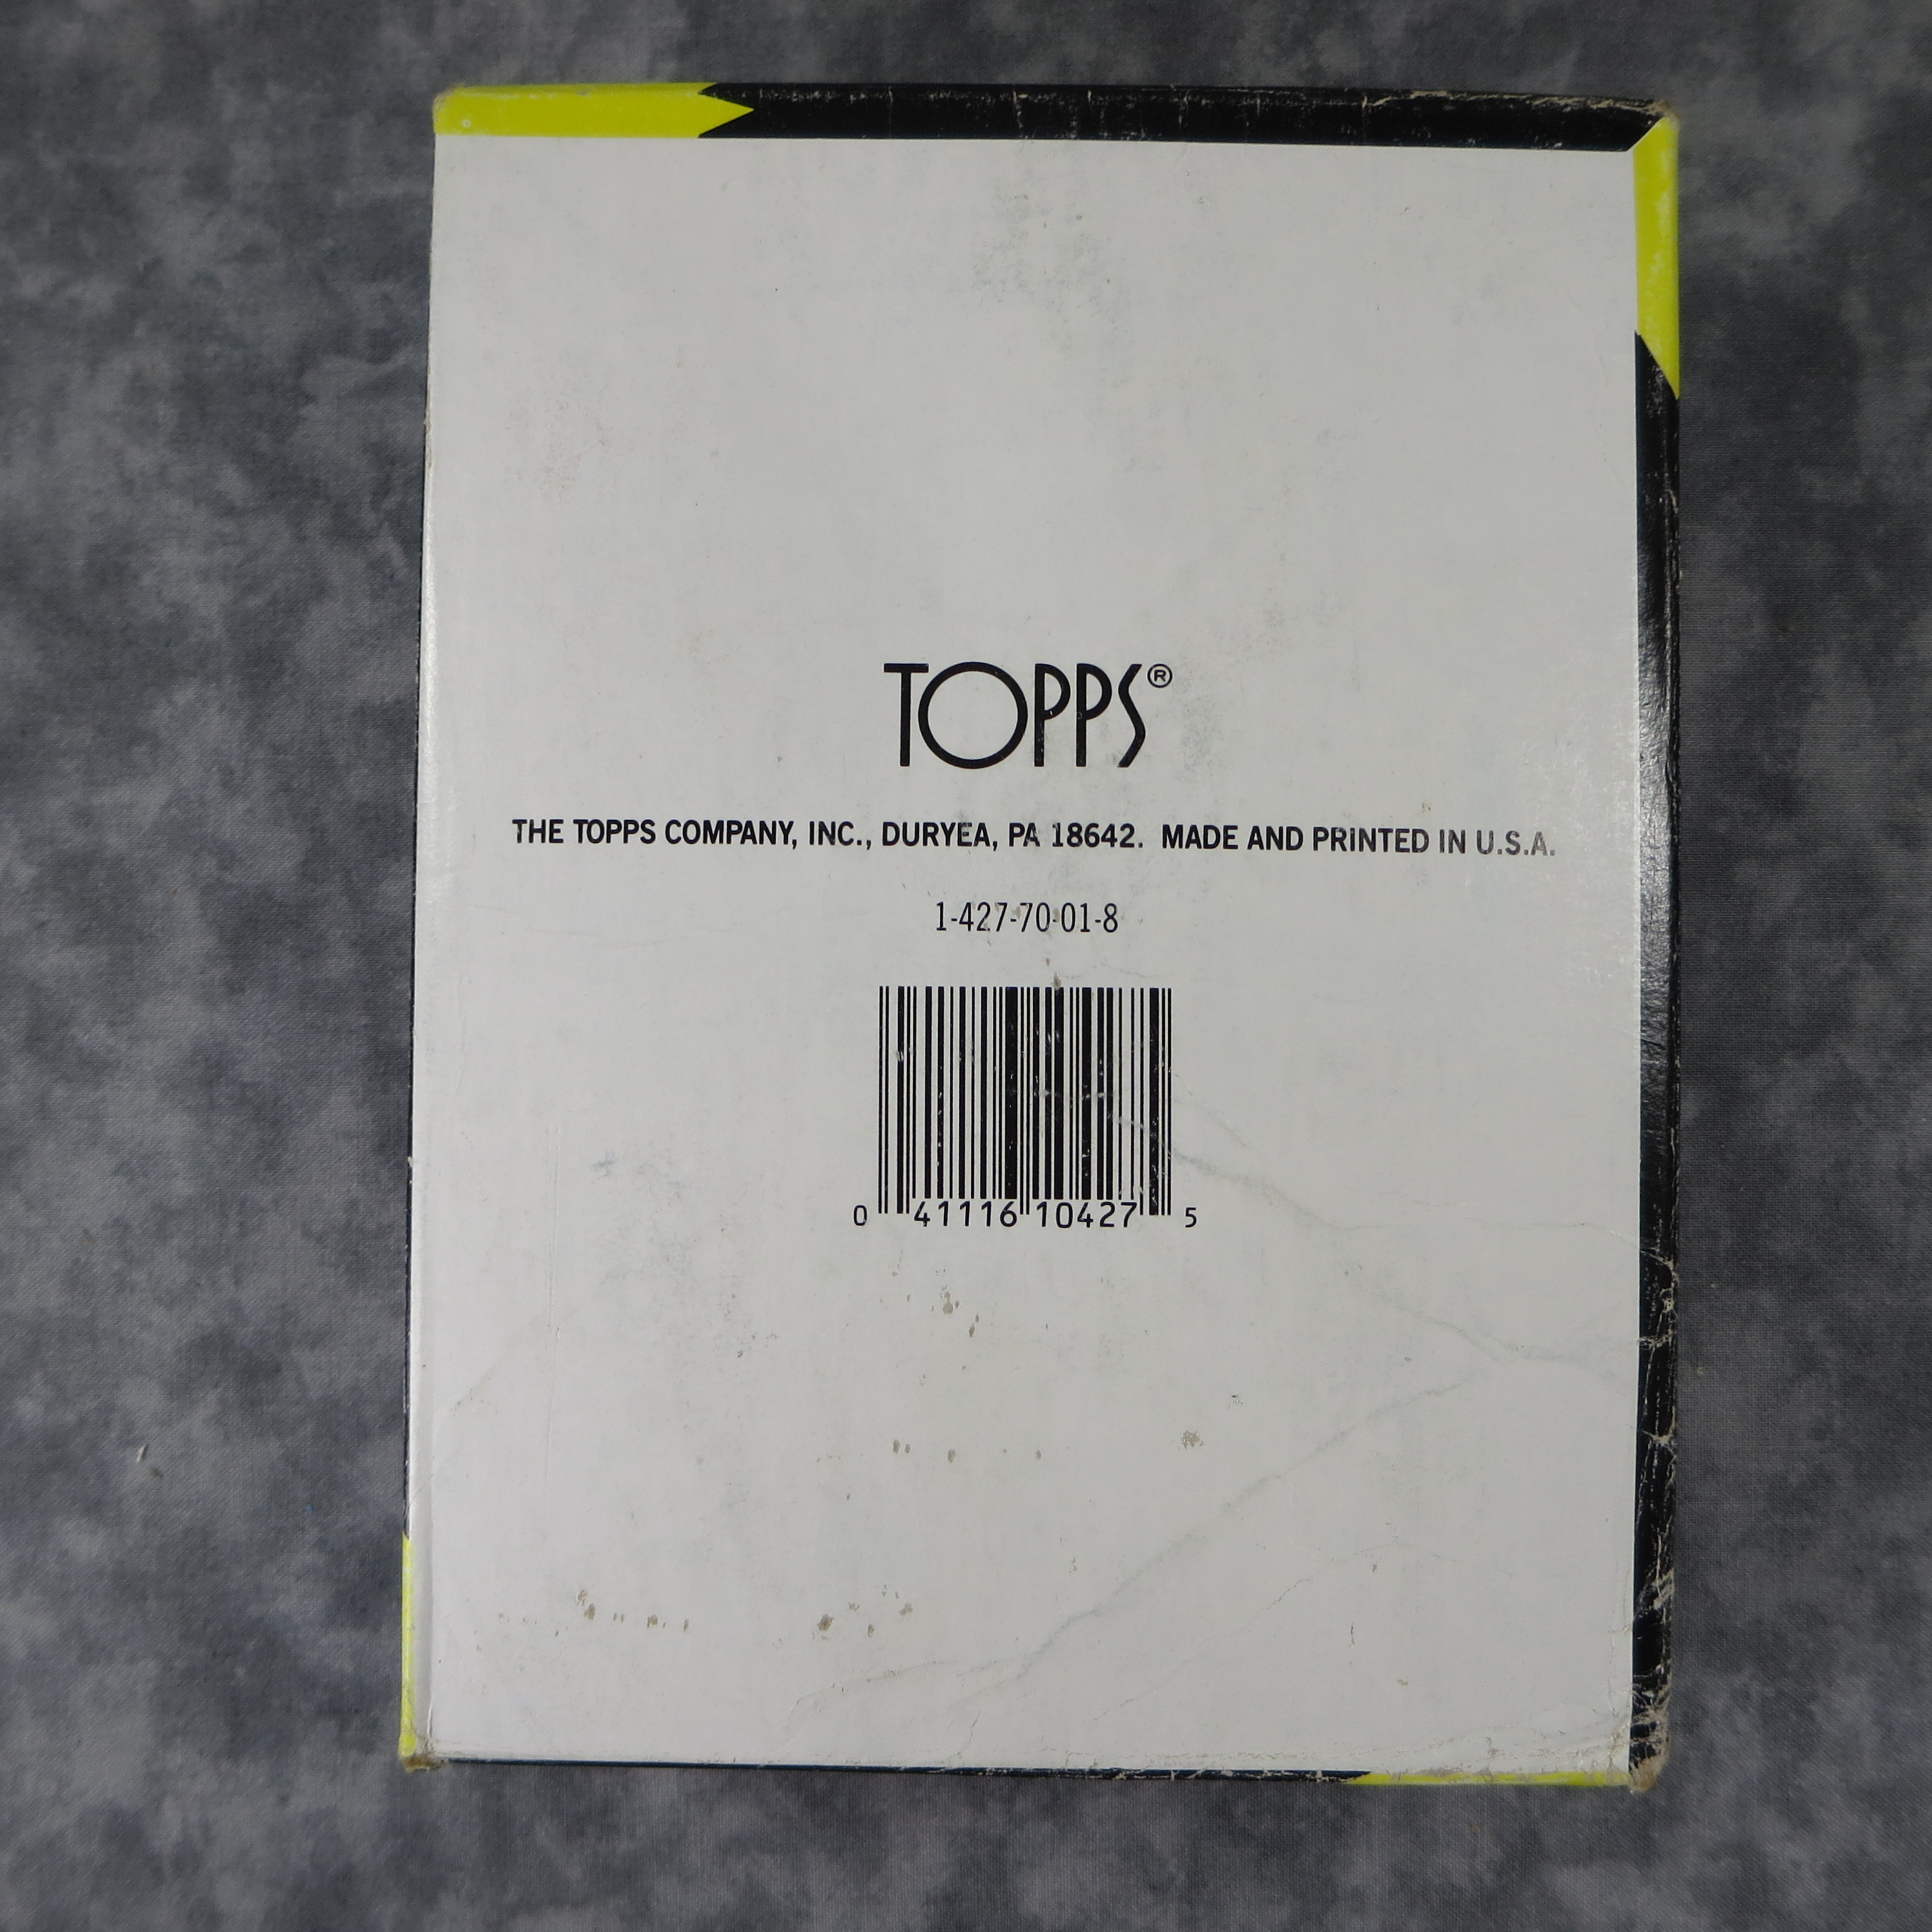 TOPPS®
THE TOPPS COMPANY, INC., DURYEA, PA 18642. MADE AND PRINTED IN U.S.A.
1-427-70-01-8
0 41116 10427 5